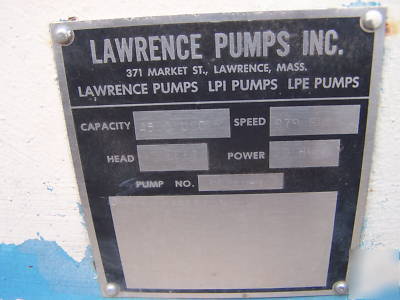 LAWRENCE PUMPS INC.
371 MARKET ST., LAWRENCE, MASS.
LAWRENCE PUMPS LPI PUMPS LPE PUMPS
CAPACITY SPEED
HEAD POWER
PUMP NO.